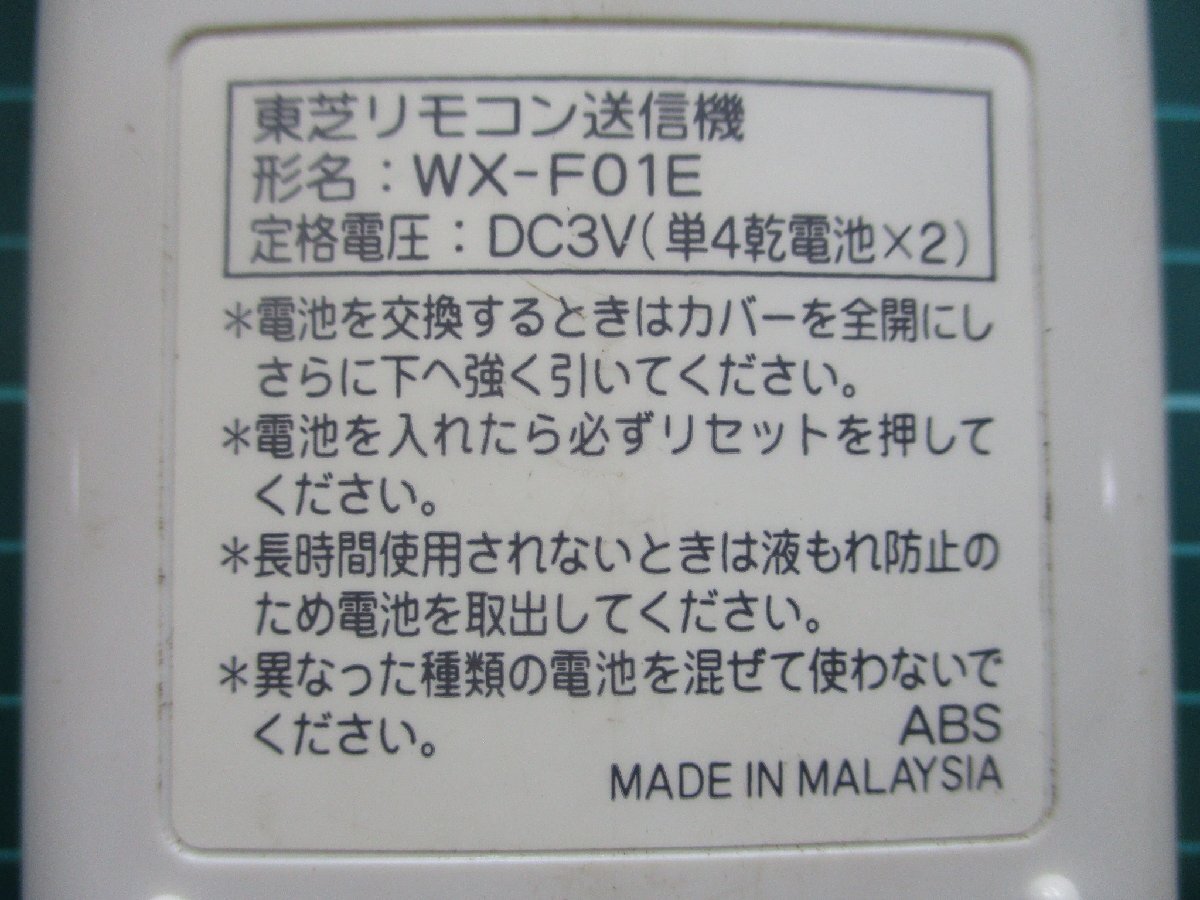 東芝リモコン送信機
形名：WX-F01E
定格電圧：DC3V(単4乾電池×2)
*電池を交換するときはカバーを全開にし
さらに下へ強く引いてください。
*電池を入れたら必ずリセットを押して
ください。
*長時間使用されないときは液もれ防止の
ため電池を取出してください。
*異なった種類の電池を混ぜて使わないで
ください。
ABS
MADE IN MALAYSIA